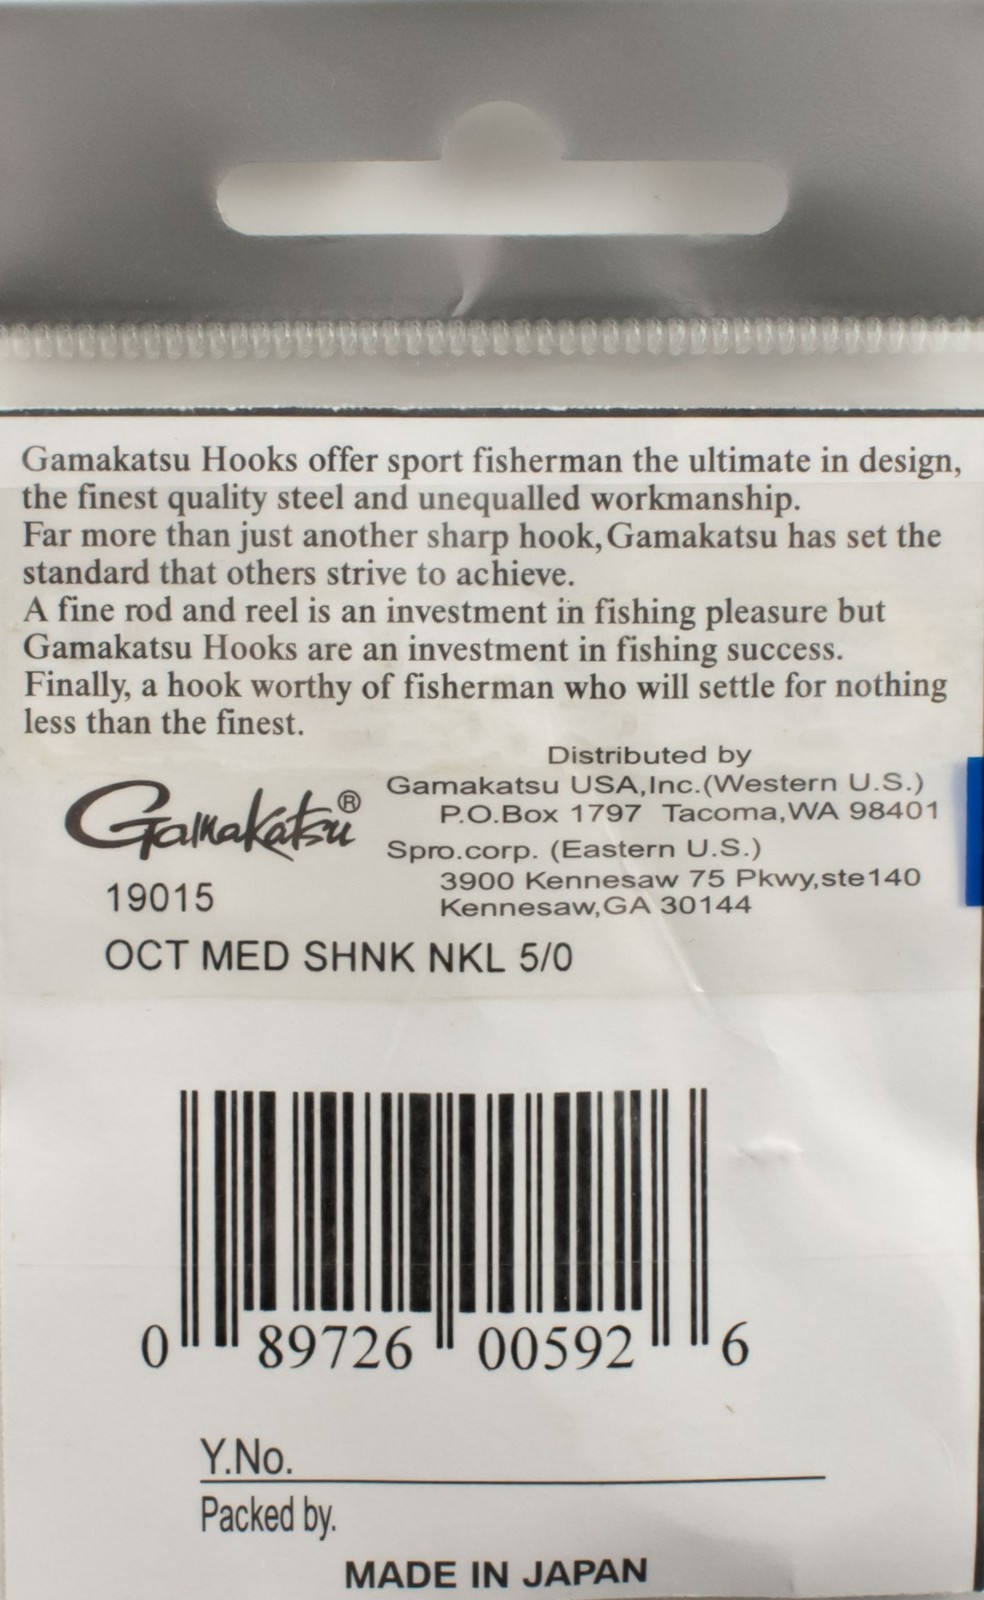 Gamakatsu Hooks offer sport fisherman the ultimate in design,
the finest quality steel and unequalled workmanship.
Far more than just another sharp hook,Gamakatsu has set the
standard that others strive to achieve.
A fine rod and reel is an investment in fishing pleasure but
Gamakatsu Hooks are an investment in fishing success.
Finally, a hook worthy of fisherman who will settle for nothing
less than the finest.
Gamakatsu®
19015
OCT MED SHNK NKL 5/0
Distributed by
Gamakatsu USA,Inc.(Western U.S.)
P.O.Box 1797 Tacoma,WA 98401
Spro.corp. (Eastern U.S.)
3900 Kennesaw 75 Pkwy,ste140
Kennesaw,GA 30144
0 89726 00592 6
Y.No.
Packed by.
MADE IN JAPAN